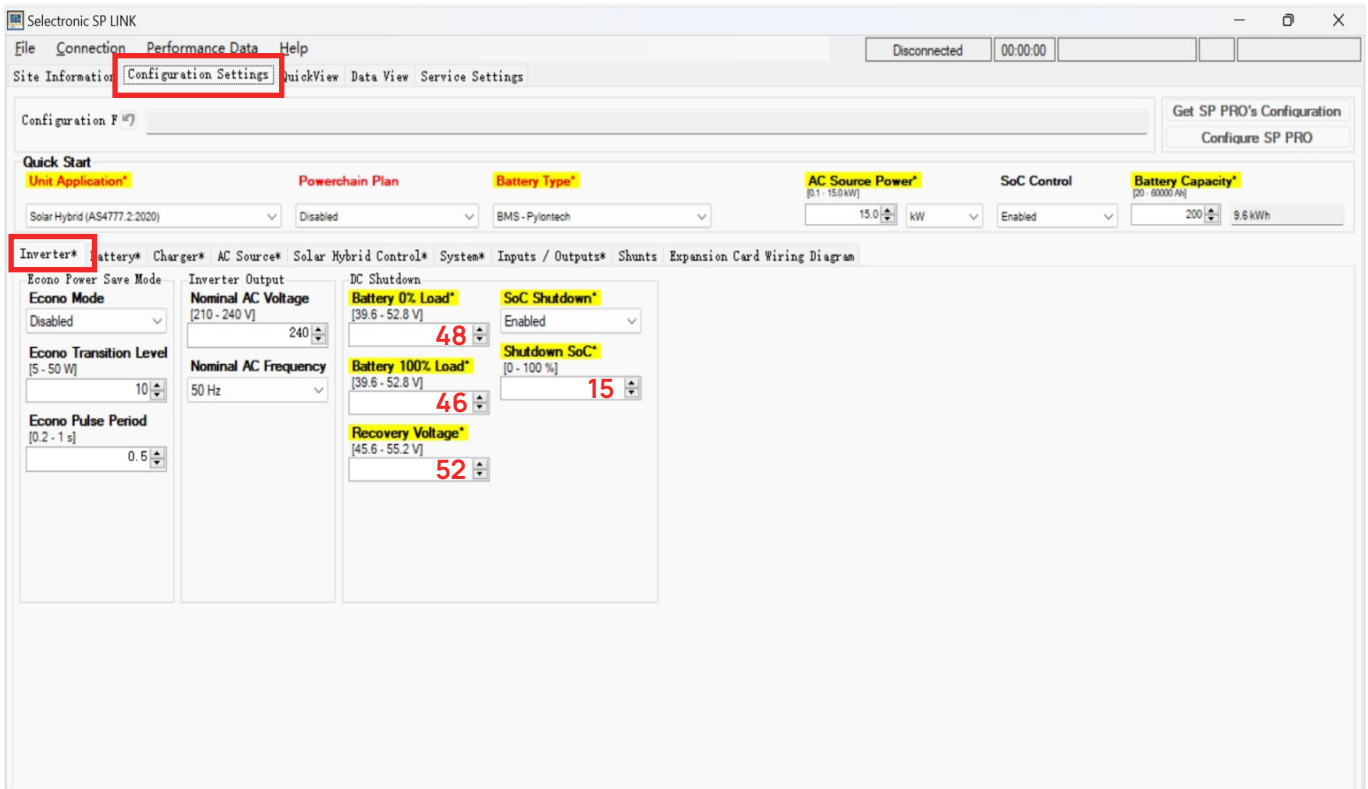 Selectronic SP LINK
File Connection Performance Data Help
Disconnected 00:00:00
Site Information Configuration Settings QuickView Data View Service Settings
Configuration F
Get SP PRO's Configuration
Configure SP PRO
Quick Start
Unit Application* Powerchain Plan Battery Type* AC Source Power* SoC Control Battery Capacity*
[0.1 - 15.0 kW] [20 - 60000 Ah]
Solar Hybrid (AS4777.2:2020) Disabled BMS - Pylontech 15.0 kW Enabled 200 9.6 kWh
Inverter* Battery* Charger* AC Source* Solar Hybrid Control* System* Inputs / Outputs* Shunts Expansion Card Wiring Diagram
Econo Power Save Mode Inverter Output DC Shutdown
Econo Mode
Disabled
Econo Transition Level
[5 - 50 W]
10
Econo Pulse Period
[0.2 - 1 s]
0.5
Nominal AC Voltage
[210 - 240 V]
240
Nominal AC Frequency
50 Hz
Battery 0% Load*
[39.6 - 52.8 V]
48
Battery 100% Load*
[39.6 - 52.8 V]
46
Recovery Voltage*
[45.6 - 55.2 V]
52
SoC Shutdown*
Enabled
Shutdown SoC*
[0 - 100 %]
15